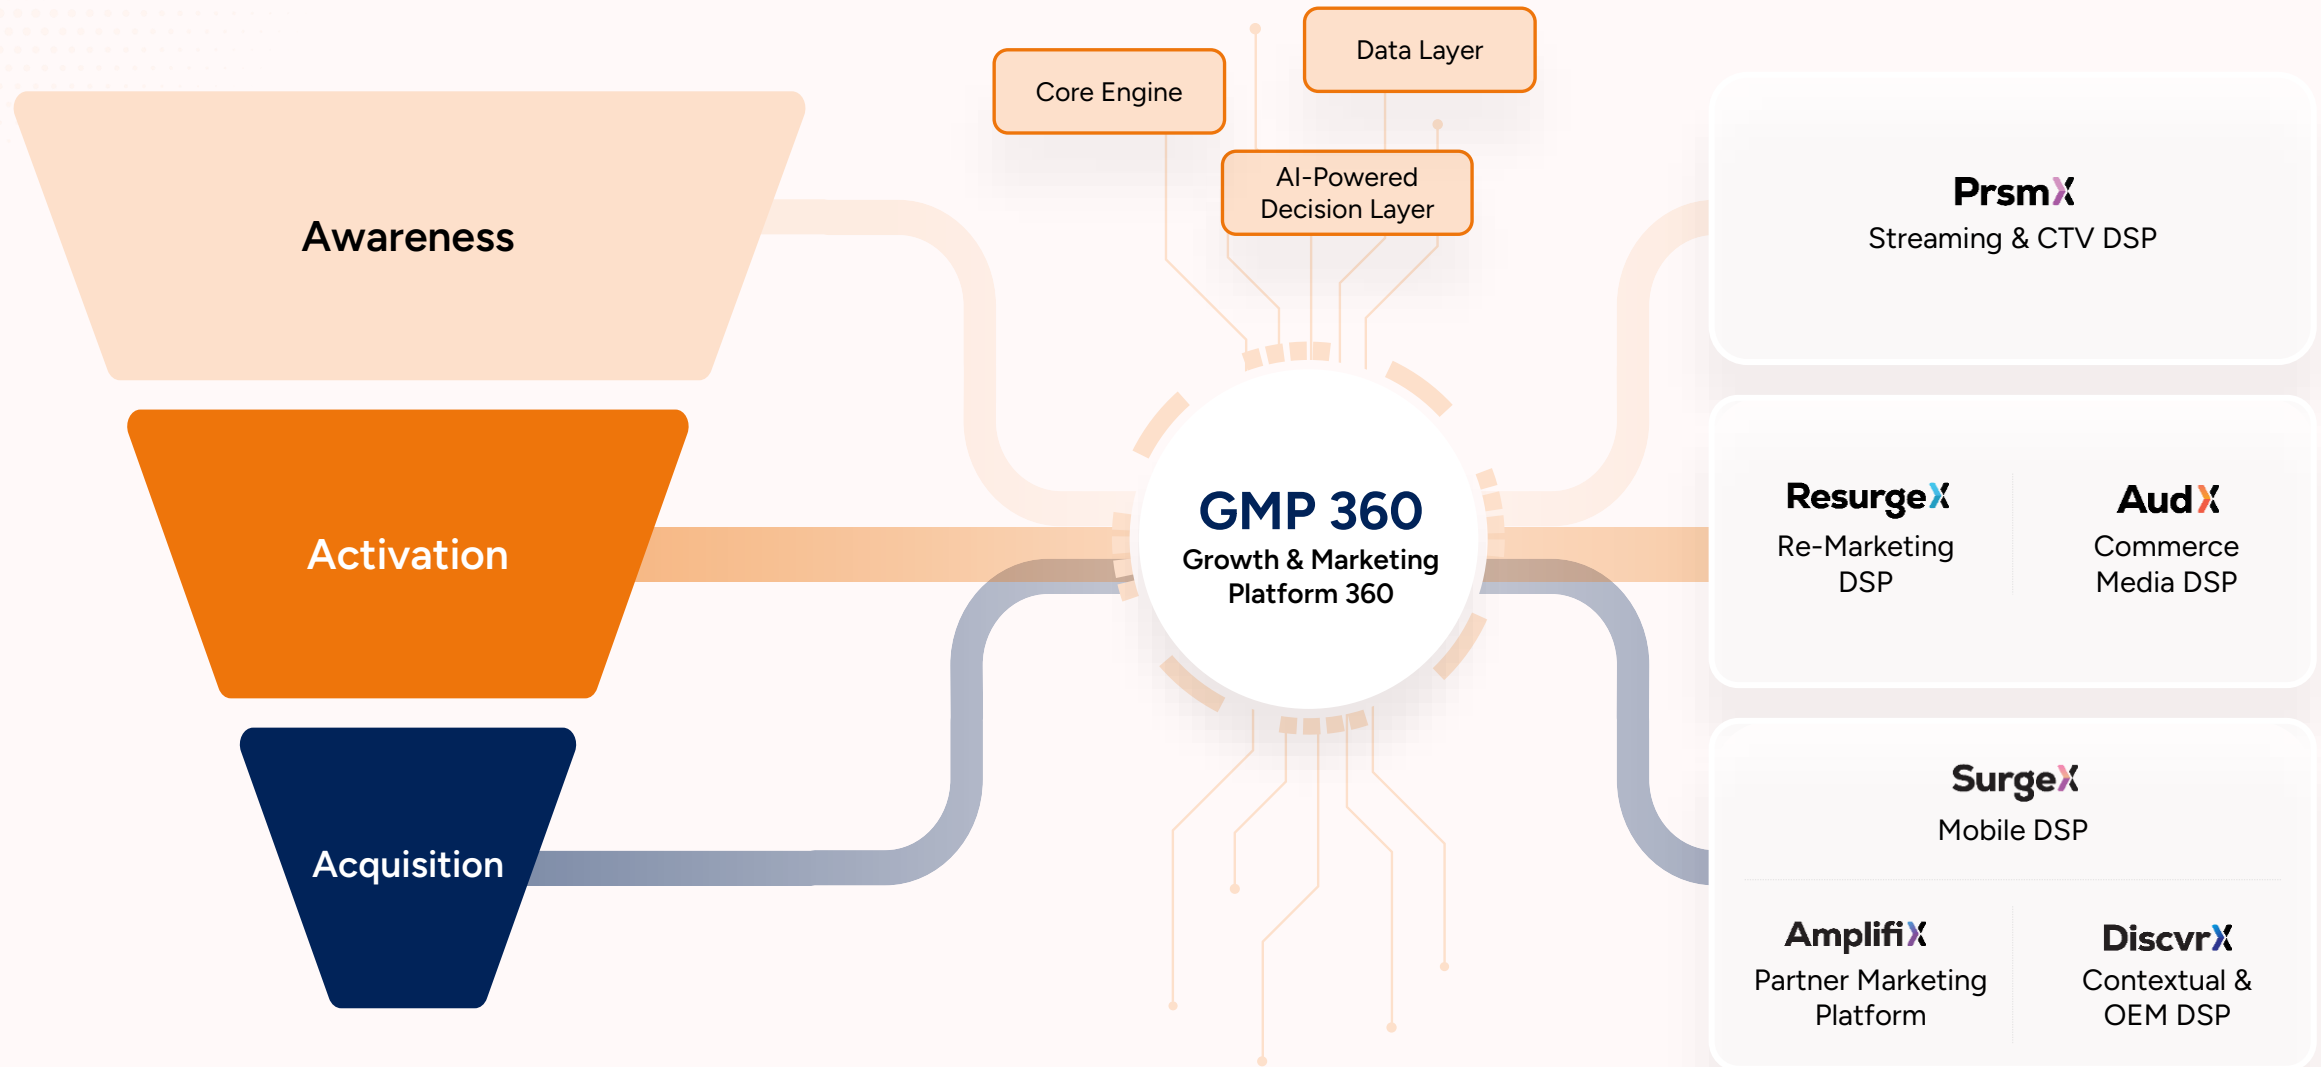 Awareness
Activation
Acquisition
Core Engine
Data Layer
AI-Powered
Decision Layer
GMP 360
Growth & Marketing
Platform 360
PrsmX
Streaming & CTV DSP
ResurgeX
Re-Marketing
DSP
AudX
Commerce
Media DSP
SurgeX
Mobile DSP
AmplifiX
Partner Marketing
Platform
DiscvrX
Contextual &
OEM DSP